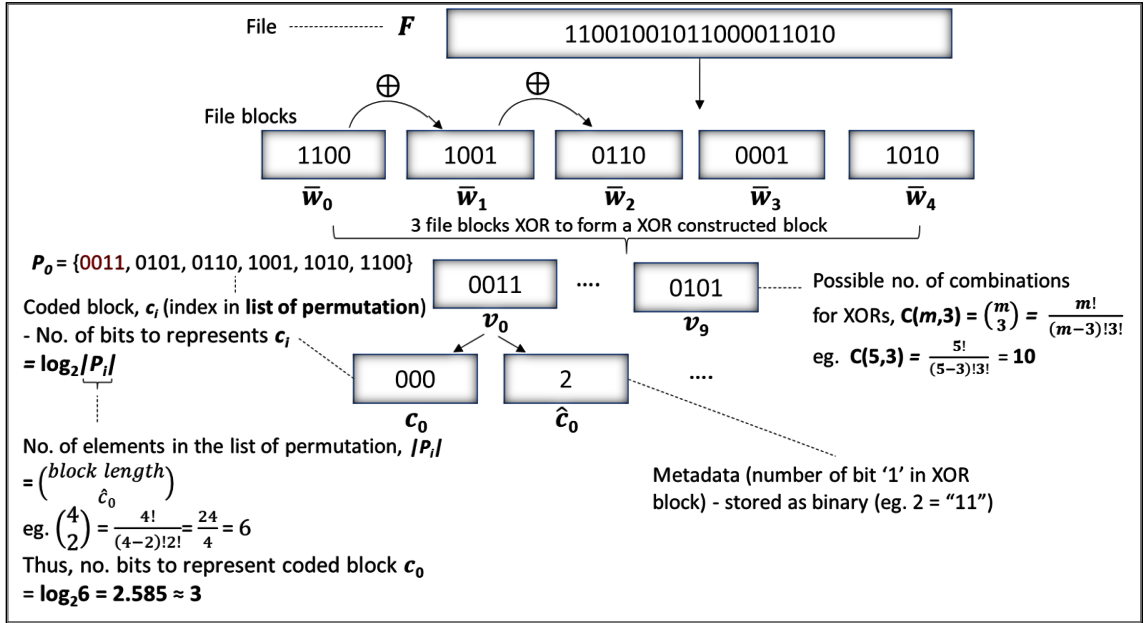 File F 11001001011000011010
⊕ ⊕
File blocks
1100 1001 0110 0001 1010
w̅₀ w̅₁ w̅₂ w̅₃ w̅₄
3 file blocks XOR to form a XOR constructed block
P₀ = {0011, 0101, 0110, 1001, 1010, 1100}
Coded block, cᵢ (index in list of permutation)
- No. of bits to represents cᵢ
= log₂|Pᵢ|
0011 .... 0101
v₀ v₉
Possible no. of combinations
for XORs, C(m,3) = (m 3) = m!/(m−3)!3!
eg. C(5,3) = 5!/(5−3)!3! = 10
000 2 ....
c₀ ĉ₀
No. of elements in the list of permutation, |Pᵢ|
= (block length ĉ₀)
eg. (4 2) = 4!/(4−2)!2! = 24/4 = 6
Thus, no. bits to represent coded block c₀
= log₂6 = 2.585 ≈ 3
Metadata (number of bit ‘1’ in XOR
block) - stored as binary (eg. 2 = “11”)